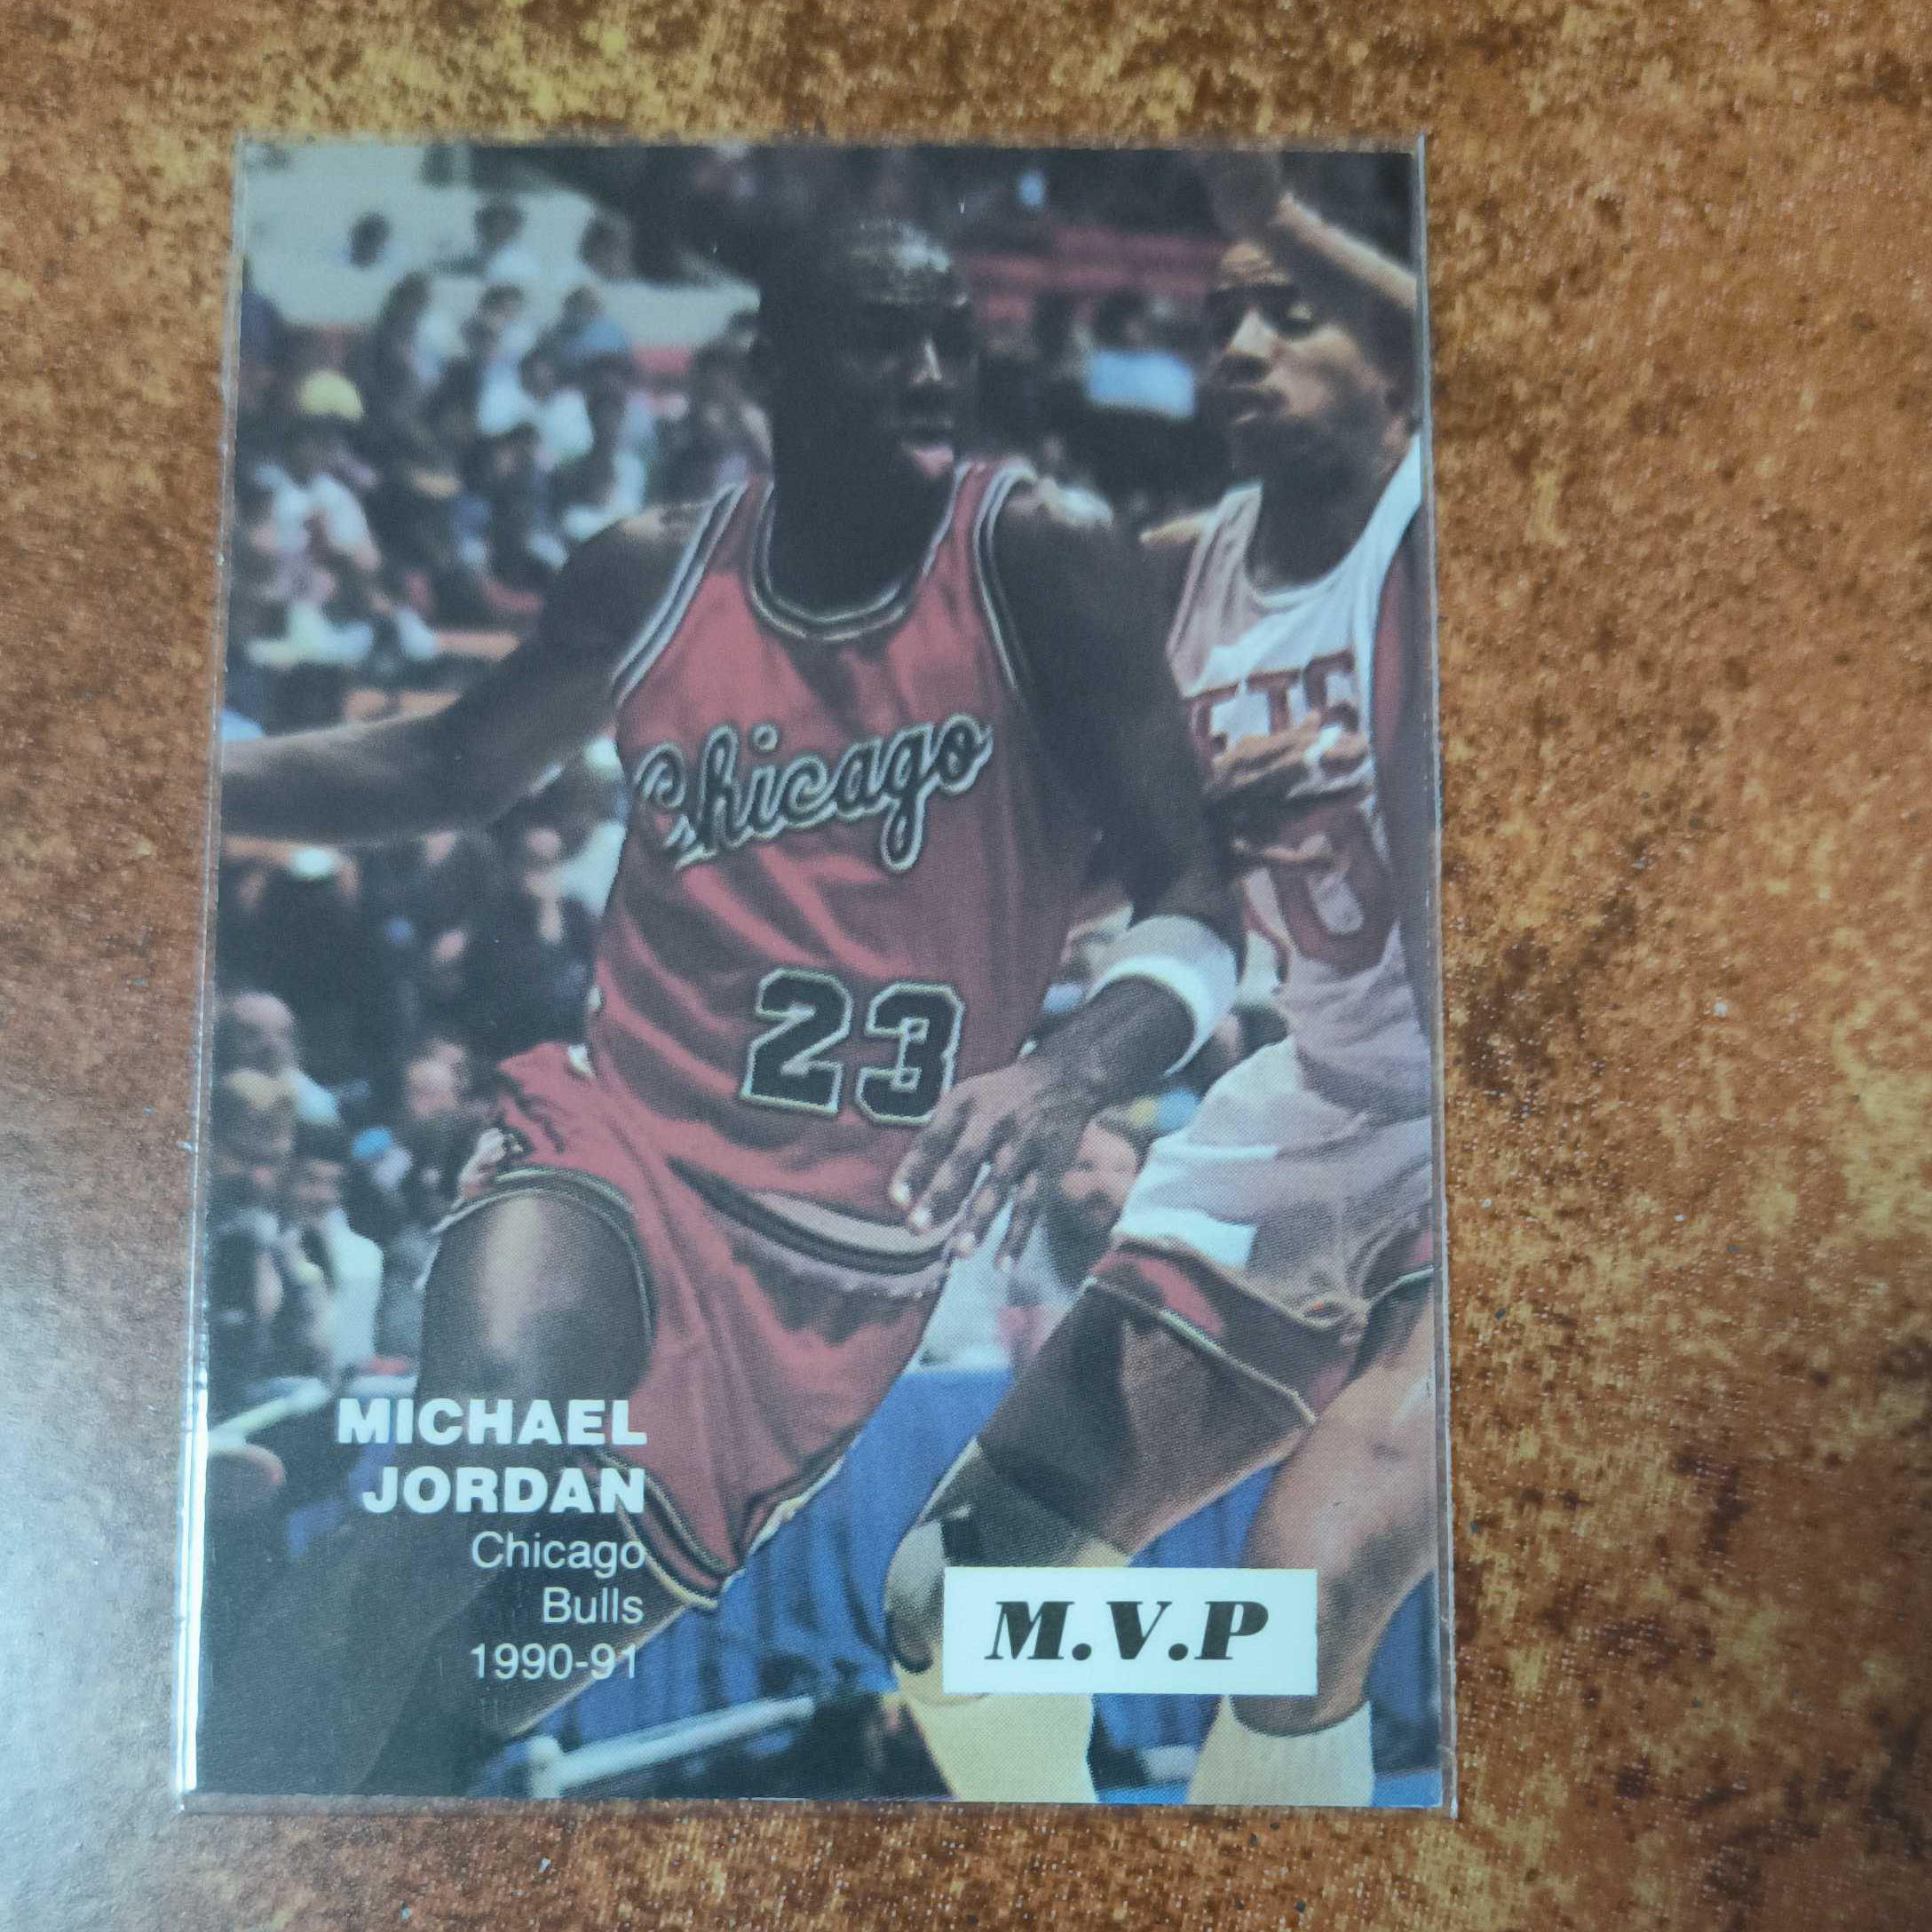 Chicago
23
MICHAEL
JORDAN
Chicago
Bulls
1990-91
M.V.P